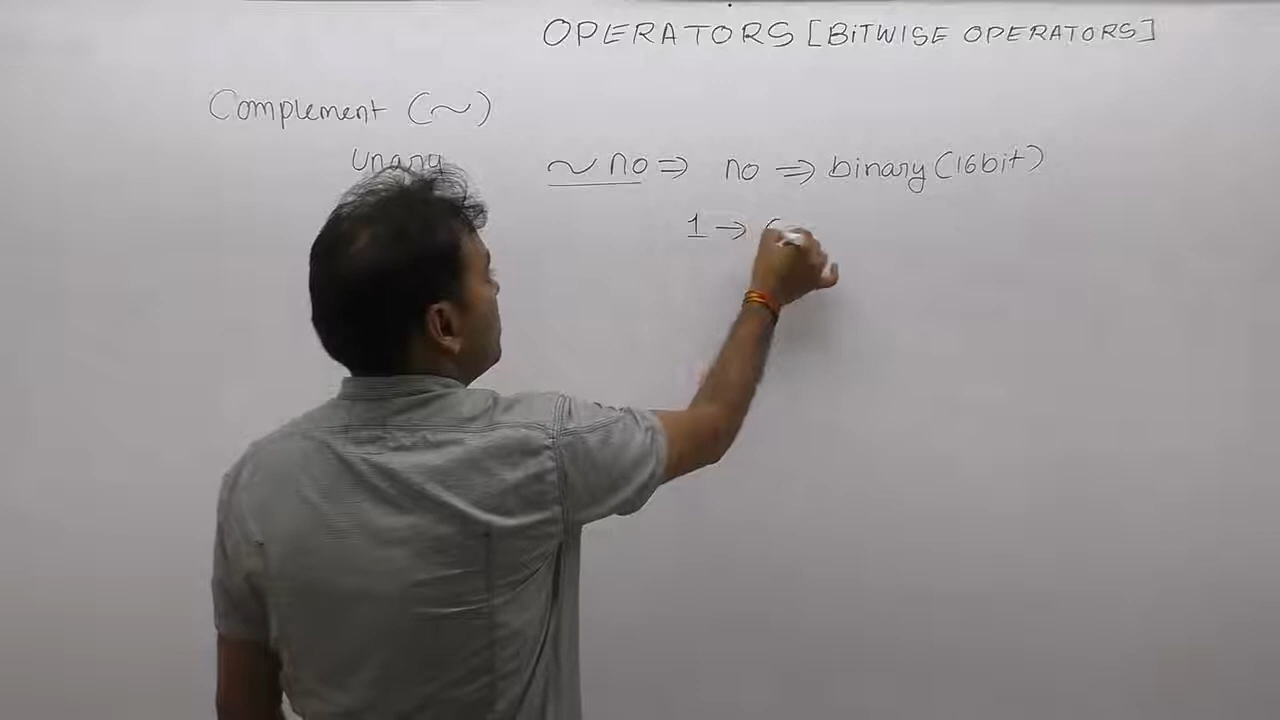 OPERATORS [BiTWISE OPERATORS]
Complement (~)
Unary
~ no ⇒ no ⇒ binary (16bit)
1 →